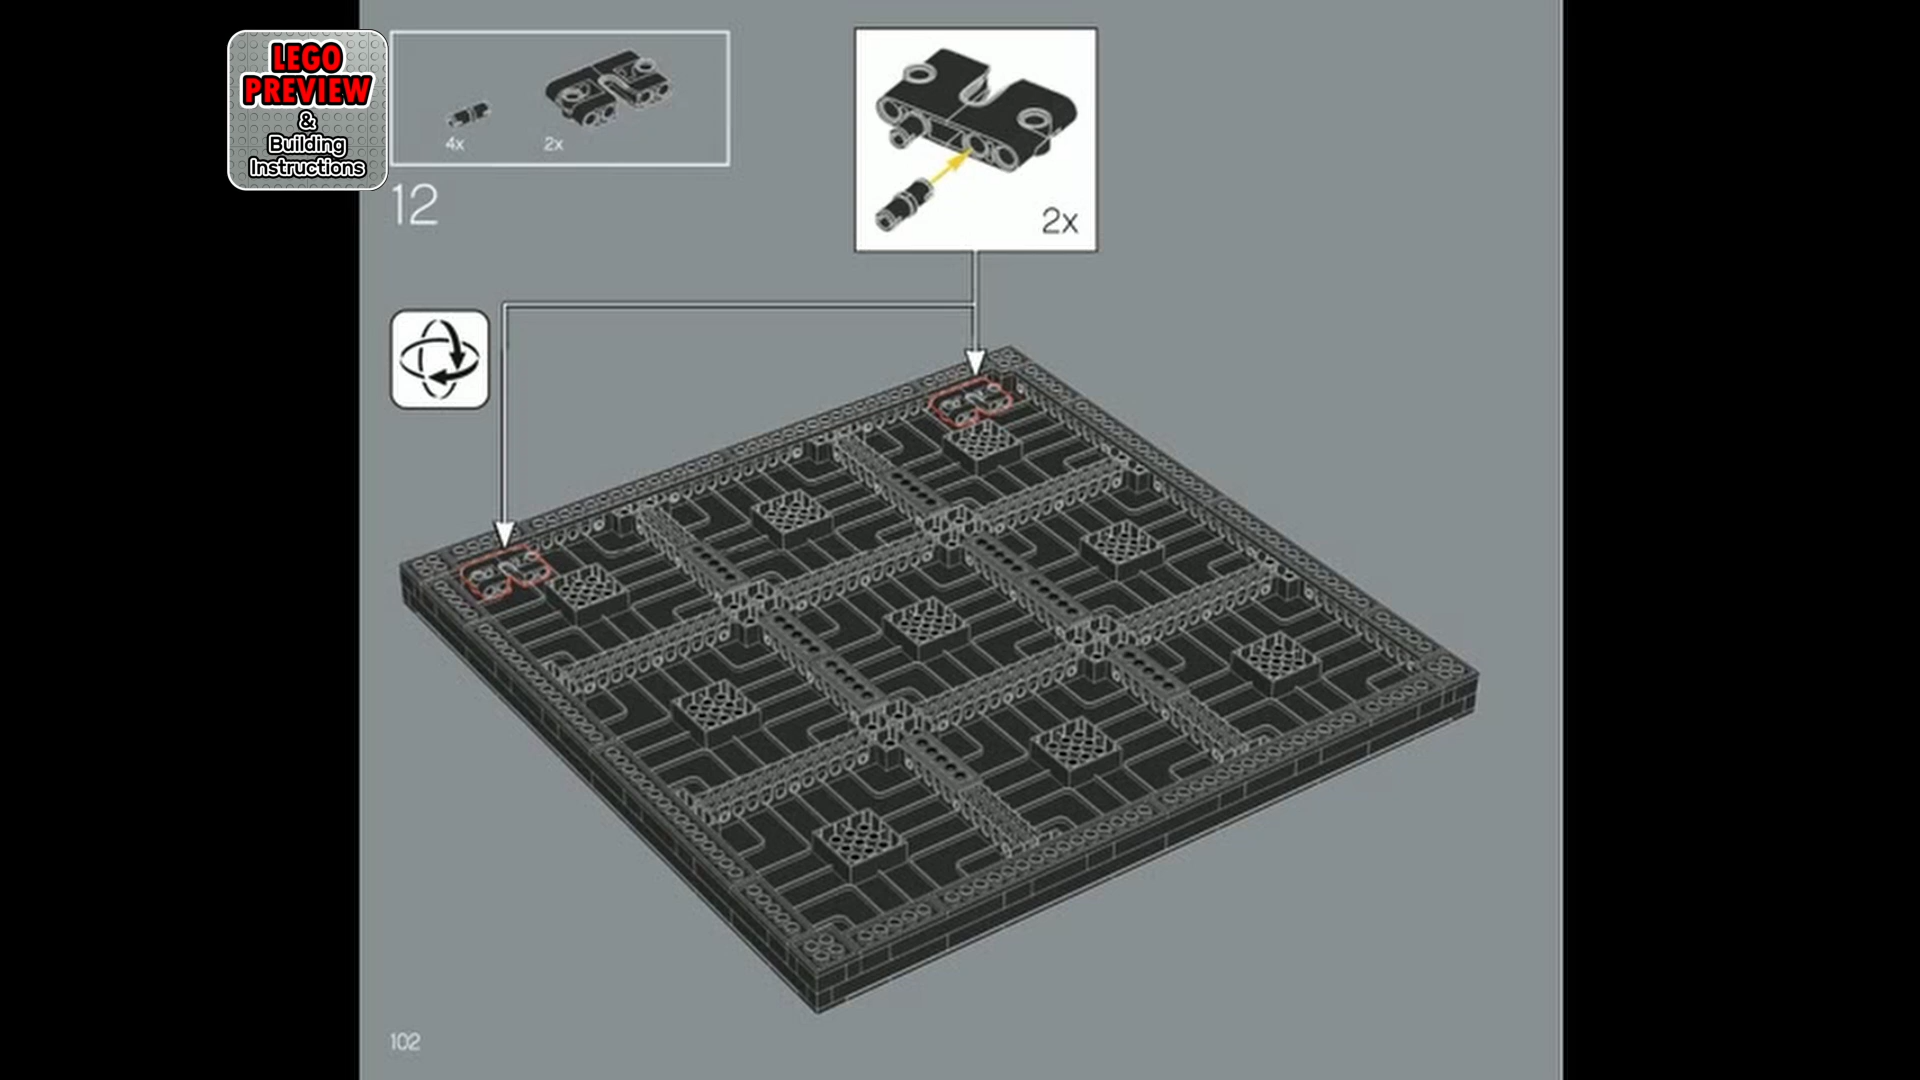 LEGO
PREVIEW
&
Building
Instructions
4x
2x
2x
12
102